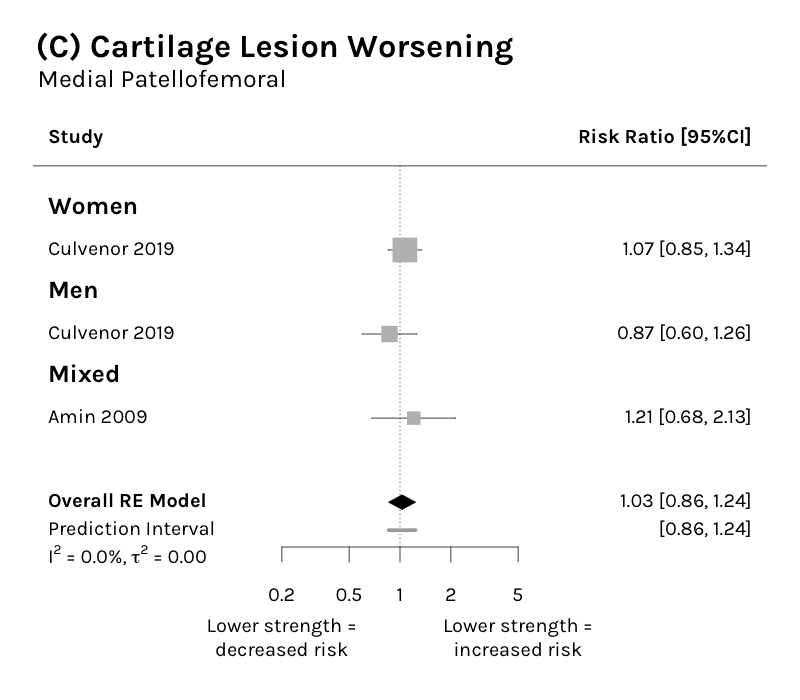 (C) Cartilage Lesion Worsening
Medial Patellofemoral
Study Risk Ratio [95%CI]
Women
Culvenor 2019 1.07 [0.85, 1.34]
Men
Culvenor 2019 0.87 [0.60, 1.26]
Mixed
Amin 2009 1.21 [0.68, 2.13]
Overall RE Model 1.03 [0.86, 1.24]
Prediction Interval [0.86, 1.24]
I² = 0.0%, τ² = 0.00
0.2 0.5 1 2 5
Lower strength = Lower strength =
decreased risk increased risk